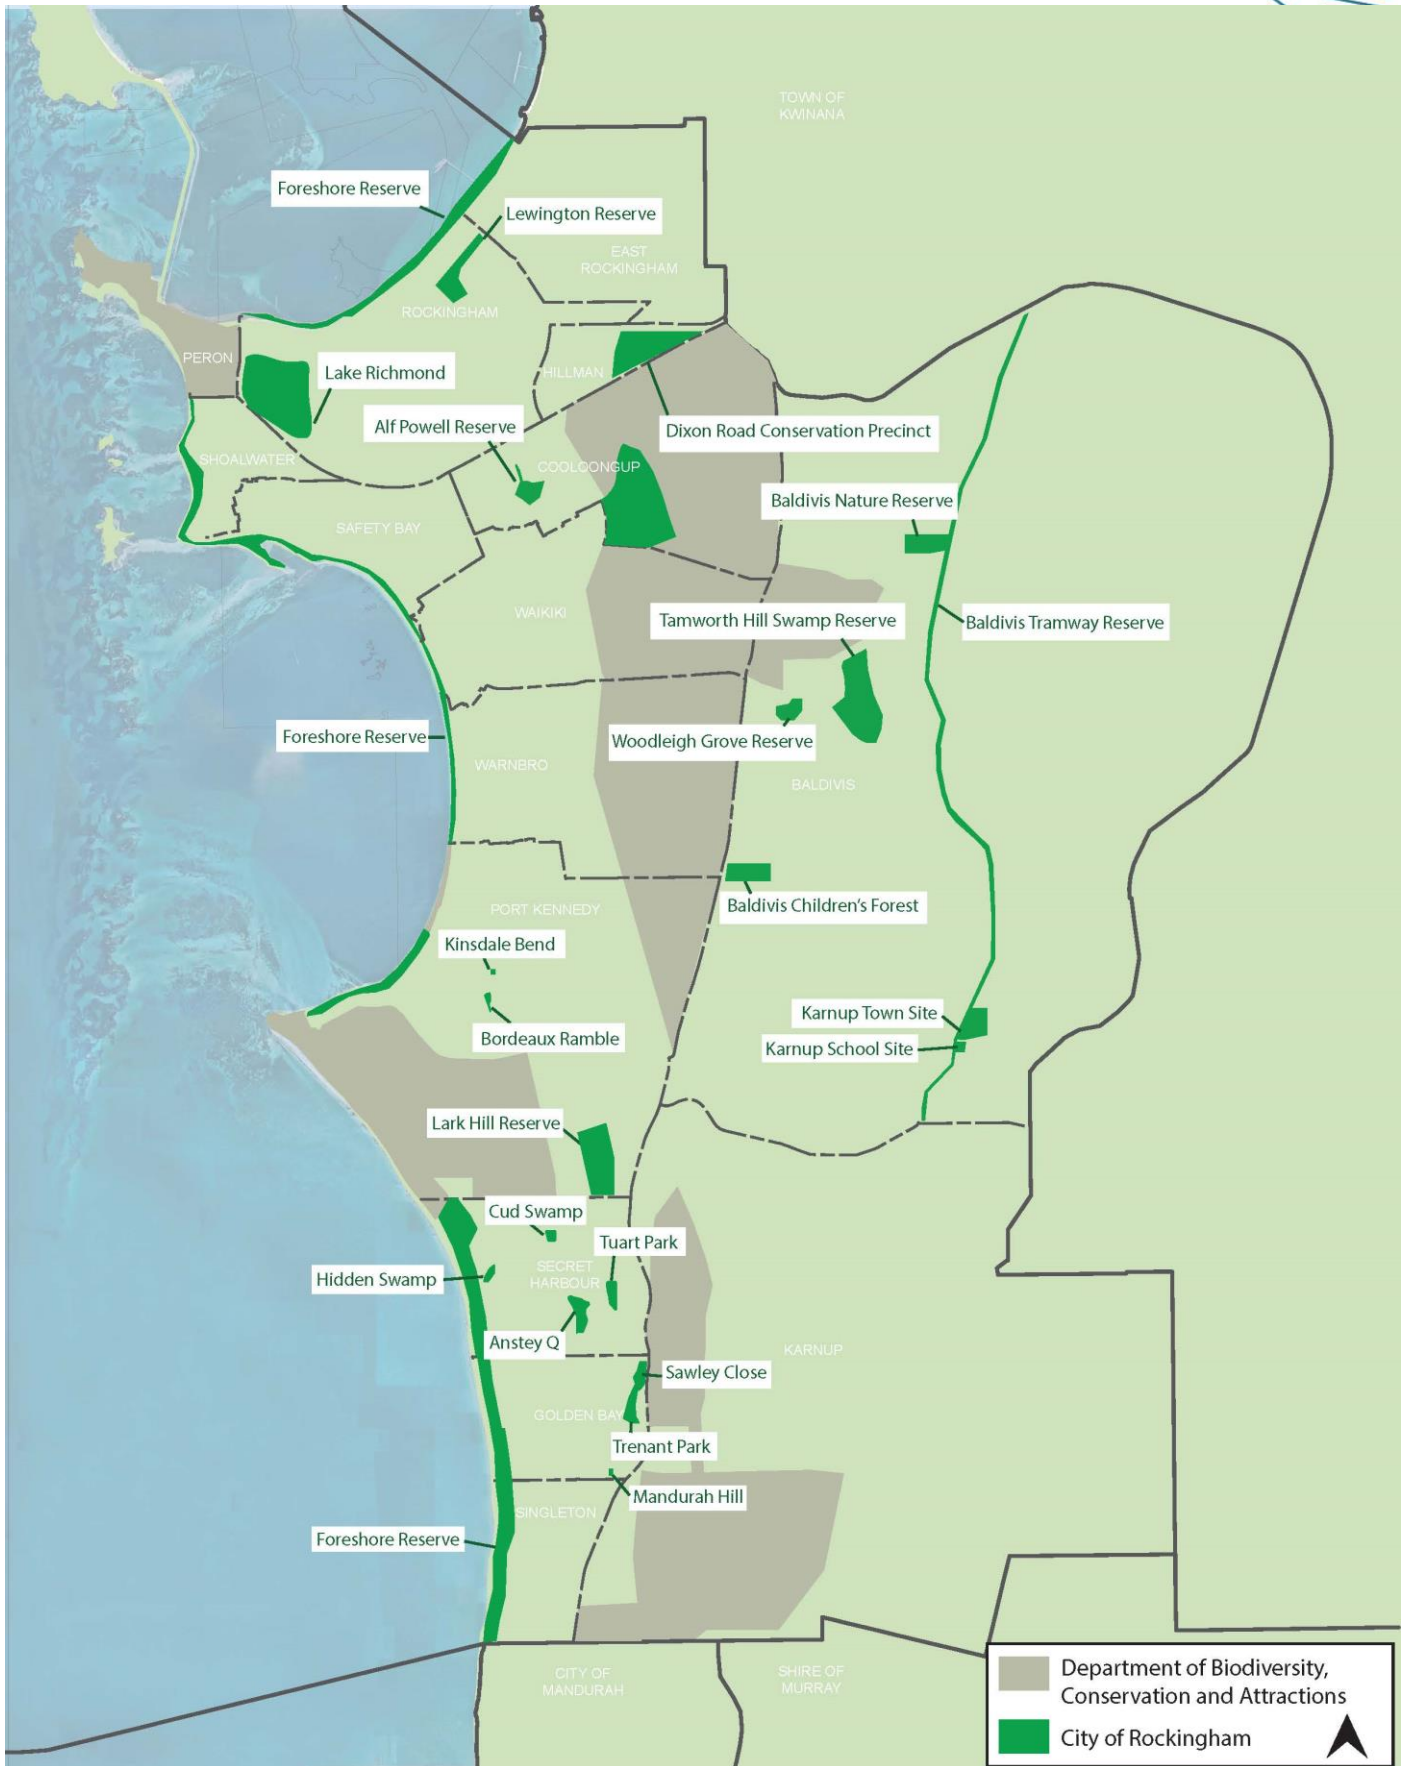 TOWN OF
KWINANA
Foreshore Reserve
Lewington Reserve
EAST
ROCKINGHAM
ROCKINGHAM
PERON
HILLMAN
Lake Richmond
Alf Powell Reserve
Dixon Road Conservation Precinct
SHOALWATER
COOLOONGUP
Baldivis Nature Reserve
SAFETY BAY
WAIKIKI
Tamworth Hill Swamp Reserve
Baldivis Tramway Reserve
Foreshore Reserve
Woodleigh Grove Reserve
WARNBRO
BALDIVIS
Baldivis Children's Forest
PORT KENNEDY
Kinsdale Bend
Karnup Town Site
Bordeaux Ramble
Karnup School Site
Lark Hill Reserve
Cud Swamp
Tuart Park
SECRET
HARBOUR
Hidden Swamp
Anstey Q
KARNUP
Sawley Close
GOLDEN BAY
Trenant Park
Mandurah Hill
SINGLETON
Foreshore Reserve
CITY OF
MANDURAH
SHIRE OF
MURRAY
Department of Biodiversity,
Conservation and Attractions
City of Rockingham